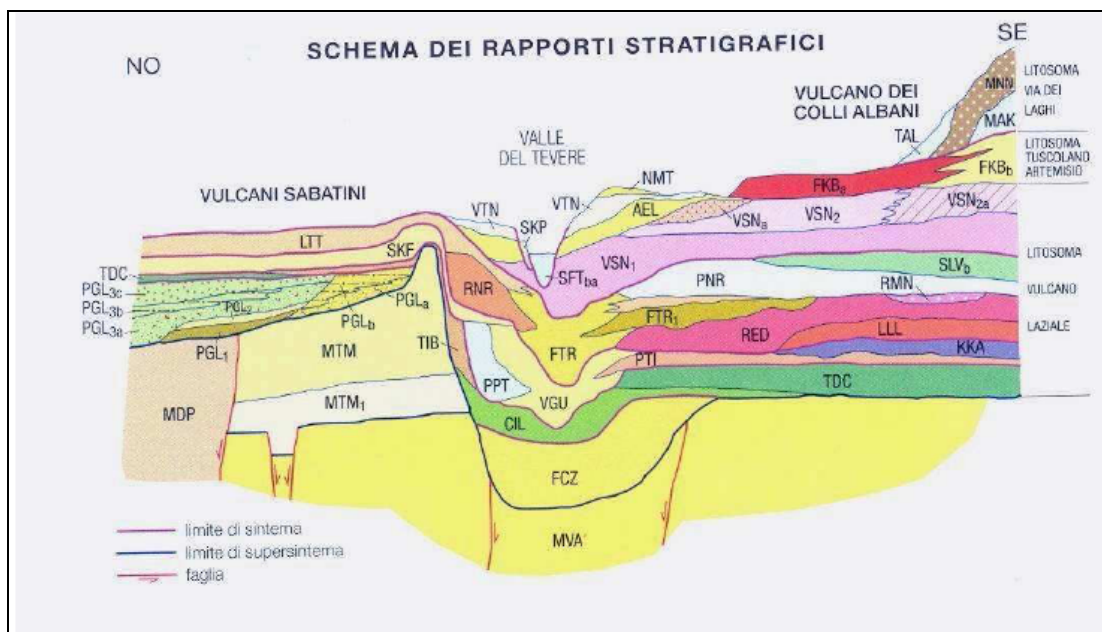 SCHEMA DEI RAPPORTI STRATIGRAFICI
NO
SE
VULCANI SABATINI
VALLE
DEL TEVERE
VULCANO DEI
COLLI ALBANI
LITOSOMA
VIA DEI
LAGHI
LITOSOMA
TUSCOLANO
ARTEMISIO
LITOSOMA
VULCANO
LAZIALE
MNN
MAK
TAL
FKBb
FKBa
NMT
VTN
VTN
SKP
AEL
VSNa
VSN2
VSN2a
LTT
SKF
VSN1
SFTba
SLVb
TDC
PGL3c
PGL3b
PGL3a
PGL2
PGLa
PGLb
PGL1
RNR
PNR
RMN
FTR1
FTR
RED
LLL
KKA
MTM
TIB
PTI
PPT
VGU
TDC
MDP
MTM1
CIL
FCZ
MVA
limite di sintema
limite di supersintema
faglia